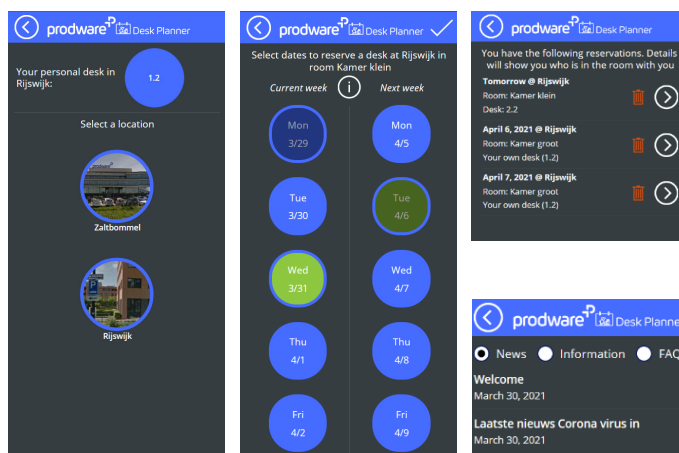 prodware Desk Planner
Your personal desk in
Rijswijk:
1.2
Select a location
Zaltbommel
Rijswijk
prodware Desk Planner
Select dates to reserve a desk at Rijswijk in
room Kamer klein
Current week
i
Next week
Mon
3/29
Mon
4/5
Tue
3/30
Tue
4/6
Wed
3/31
Wed
4/7
Thu
4/1
Thu
4/8
Fri
4/2
Fri
4/9
prodware Desk Planner
You have the following reservations. Details
will show you who is in the room with you
Tomorrow @ Rijswijk
Room: Kamer klein
Desk: 2.2
April 6, 2021 @ Rijswijk
Room: Kamer groot
Your own desk (1.2)
April 7, 2021 @ Rijswijk
Room: Kamer groot
Your own desk (1.2)
prodware Desk Planne
News Information FAQ
Welcome
March 30, 2021
Laatste nieuws Corona virus in
March 30, 2021